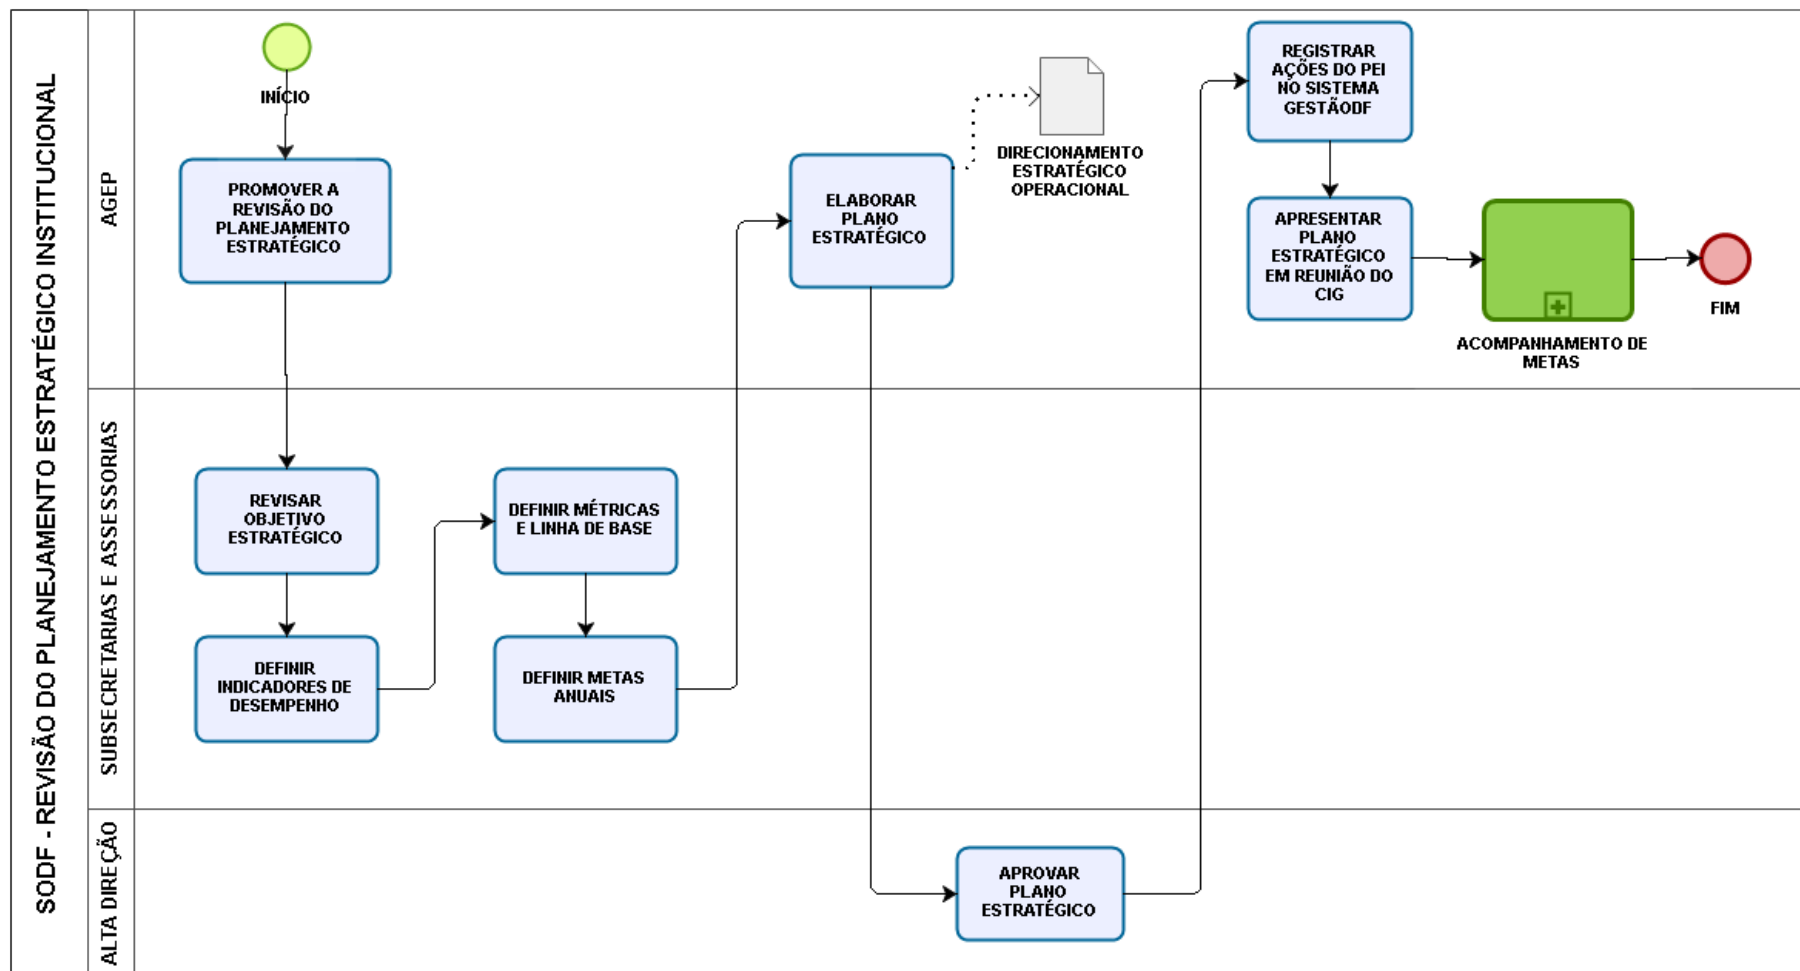 SODF - REVISÃO DO PLANEJAMENTO ESTRATÉGICO INSTITUCIONAL
AGEP
INÍCIO
PROMOVER A
REVISÃO DO
PLANEJAMENTO
ESTRATÉGICO
ELABORAR
PLANO
ESTRATÉGICO
DIRECIONAMENTO
ESTRATÉGICO
OPERACIONAL
REGISTRAR
AÇÕES DO PEI
NO SISTEMA
GESTÃODF
APRESENTAR
PLANO
ESTRATÉGICO
EM REUNIÃO DO
CIG
ACOMPANHAMENTO DE
METAS
FIM
SUBSECRETARIAS E ASSESSORIAS
REVISAR
OBJETIVO
ESTRATÉGICO
DEFINIR
INDICADORES DE
DESEMPENHO
DEFINIR MÉTRICAS
E LINHA DE BASE
DEFINIR METAS
ANUAIS
ALTA DIREÇÃO
APROVAR
PLANO
ESTRATÉGICO